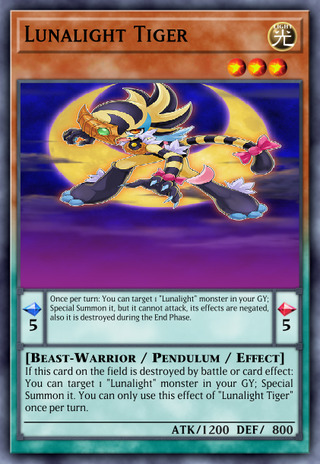 Lunalight Tiger
LIGHT
光
Once per turn: You can target 1 "Lunalight" monster in your GY;
Special Summon it, but it cannot attack, its effects are negated,
also it is destroyed during the End Phase.
5
5
[Beast-Warrior / Pendulum / Effect]
If this card on the field is destroyed by battle or card effect:
You can target 1 "Lunalight" monster in your GY; Special
Summon it. You can only use this effect of "Lunalight Tiger"
once per turn.
ATK/1200 DEF/ 800